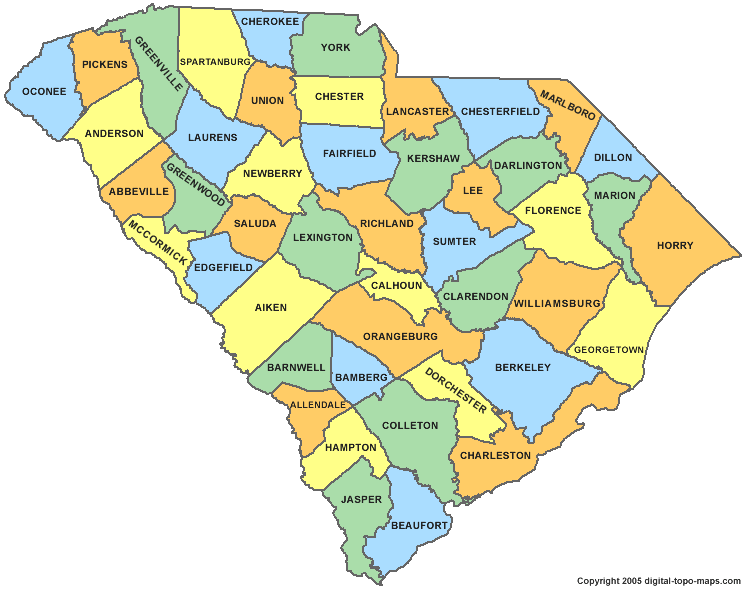 CHEROKEE
YORK
GREENVILLE
SPARTANBURG
PICKENS
OCONEE
UNION
CHESTER
LANCASTER
CHESTERFIELD
MARLBORO
ANDERSON
LAURENS
FAIRFIELD
KERSHAW
DARLINGTON
DILLON
NEWBERRY
ABBEVILLE
GREENWOOD
LEE
MARION
FLORENCE
SALUDA
RICHLAND
LEXINGTON
SUMTER
HORRY
MCCORMICK
EDGEFIELD
CALHOUN
CLARENDON
WILLIAMSBURG
AIKEN
ORANGEBURG
GEORGETOWN
BARNWELL
BAMBERG
BERKELEY
DORCHESTER
ALLENDALE
COLLETON
HAMPTON
CHARLESTON
JASPER
BEAUFORT
Copyright 2005 digital-topo-maps.com